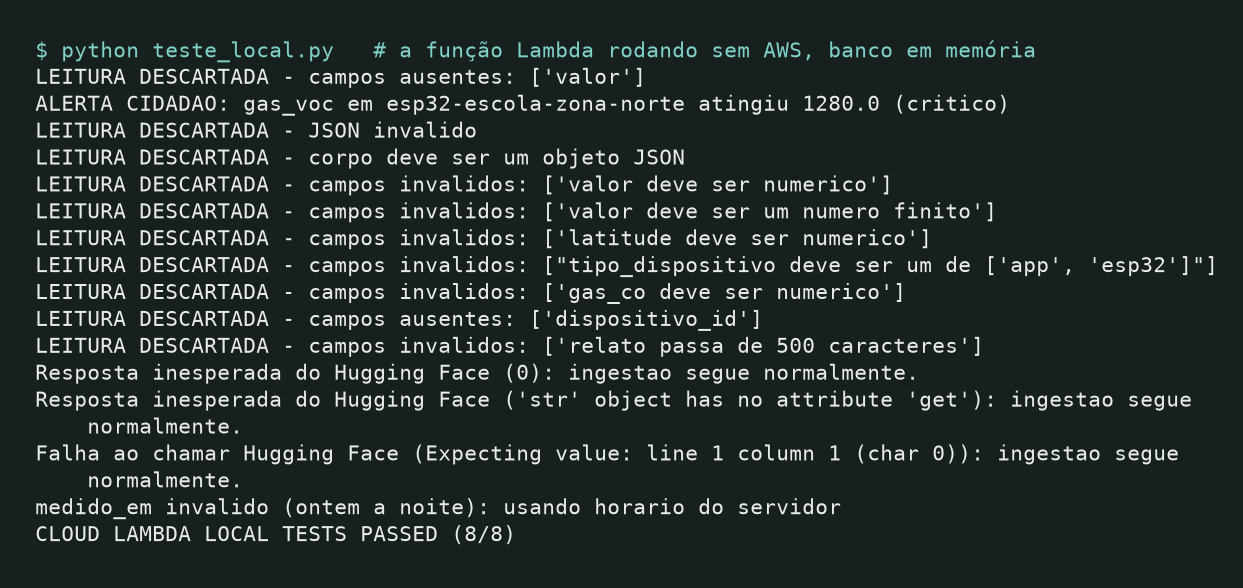 $ python teste_local.py   # a função Lambda rodando sem AWS, banco em memória
LEITURA DESCARTADA - campos ausentes: ['valor']
ALERTA CIDADAO: gas_voc em esp32-escola-zona-norte atingiu 1280.0 (critico)
LEITURA DESCARTADA - JSON invalido
LEITURA DESCARTADA - corpo deve ser um objeto JSON
LEITURA DESCARTADA - campos invalidos: ['valor deve ser numerico']
LEITURA DESCARTADA - campos invalidos: ['valor deve ser um numero finito']
LEITURA DESCARTADA - campos invalidos: ['latitude deve ser numerico']
LEITURA DESCARTADA - campos invalidos: ["tipo_dispositivo deve ser um de ['app', 'esp32']"]
LEITURA DESCARTADA - campos invalidos: ['gas_co deve ser numerico']
LEITURA DESCARTADA - campos ausentes: ['dispositivo_id']
LEITURA DESCARTADA - campos invalidos: ['relato passa de 500 caracteres']
Resposta inesperada do Hugging Face (0): ingestao segue normalmente.
Resposta inesperada do Hugging Face ('str' object has no attribute 'get'): ingestao segue
    normalmente.
Falha ao chamar Hugging Face (Expecting value: line 1 column 1 (char 0)): ingestao segue
    normalmente.
medido_em invalido (ontem a noite): usando horario do servidor
CLOUD LAMBDA LOCAL TESTS PASSED (8/8)